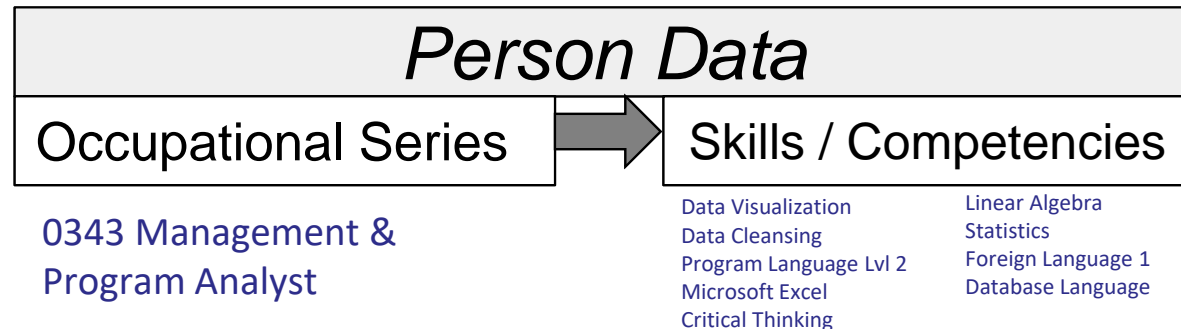 Person Data
Occupational Series
Skills / Competencies
0343 Management &
Program Analyst
Data Visualization
Data Cleansing
Program Language Lvl 2
Microsoft Excel
Critical Thinking
Linear Algebra
Statistics
Foreign Language 1
Database Language